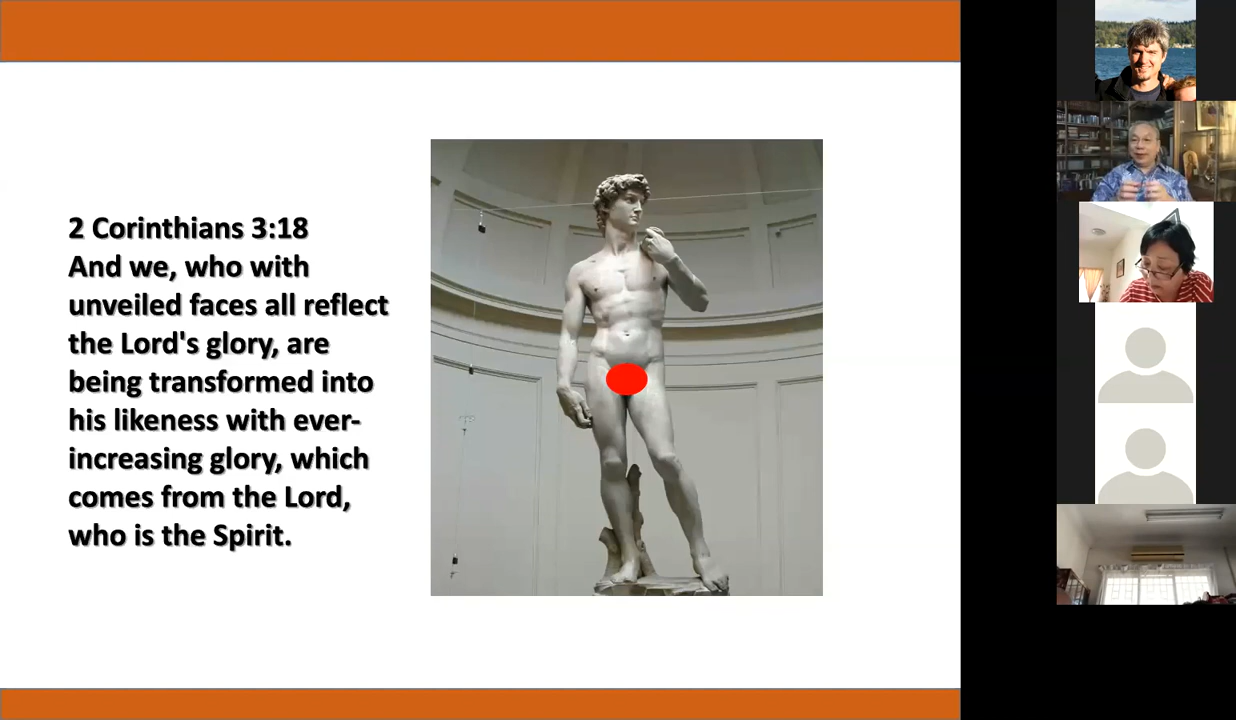 2 Corinthians 3:18
And we, who with
unveiled faces all reflect
the Lord's glory, are
being transformed into
his likeness with ever-
increasing glory, which
comes from the Lord,
who is the Spirit.